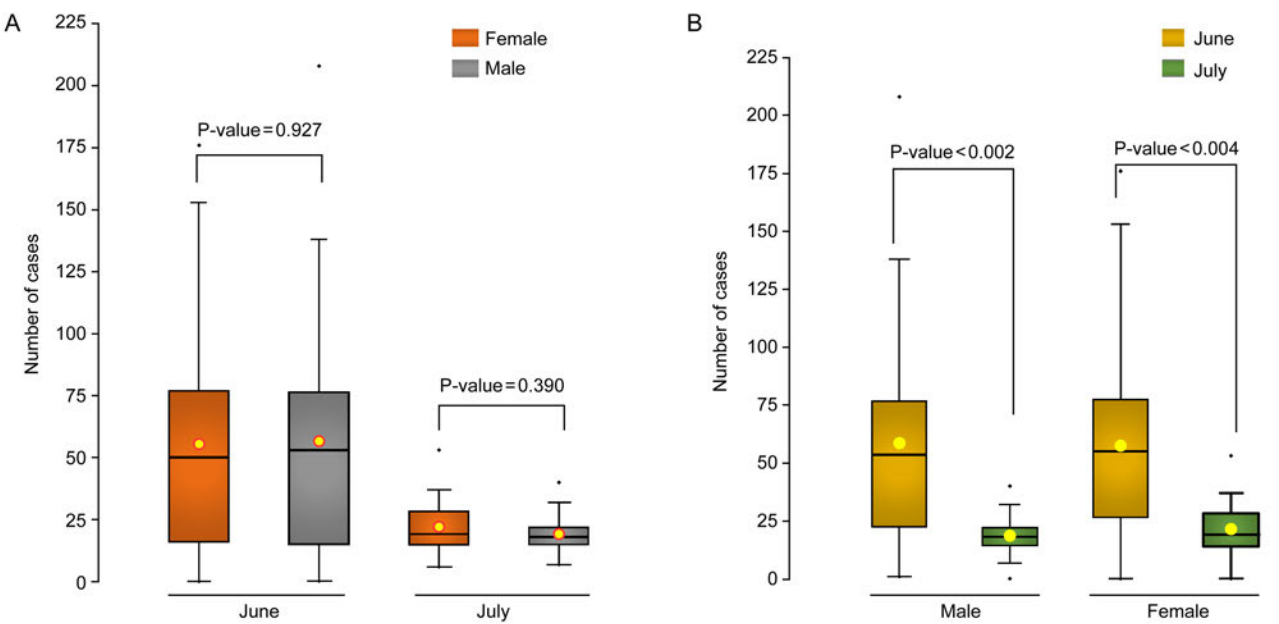 A
225
200
175
150
125
100
75
50
25
0
Number of cases
Female
Male
P-value=0.927
P-value=0.390
June
July
B
225
200
175
150
125
100
75
50
25
0
Number of cases
June
July
P-value<0.002
P-value<0.004
Male
Female